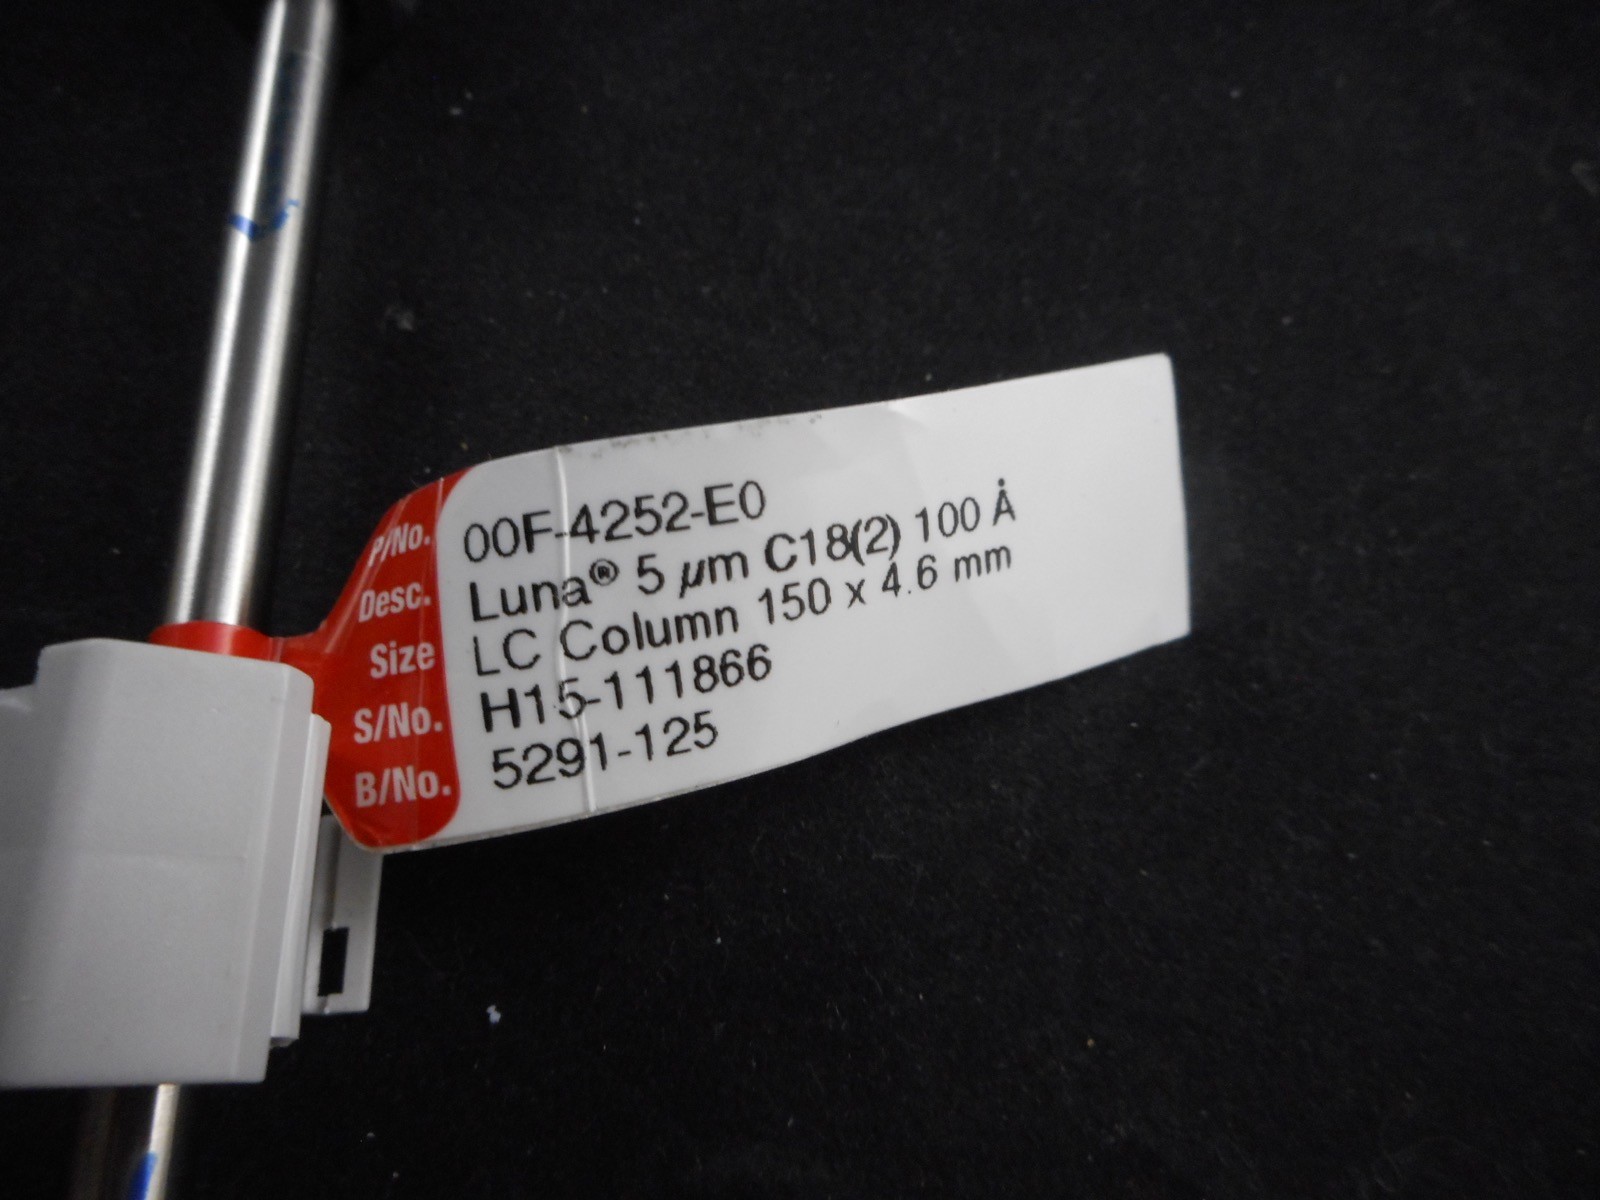 P/No. 00F-4252-E0
Desc. Luna® 5 µm C18(2) 100 Å
Size LC Column 150 x 4.6 mm
S/No. H15-111866
B/No. 5291-125